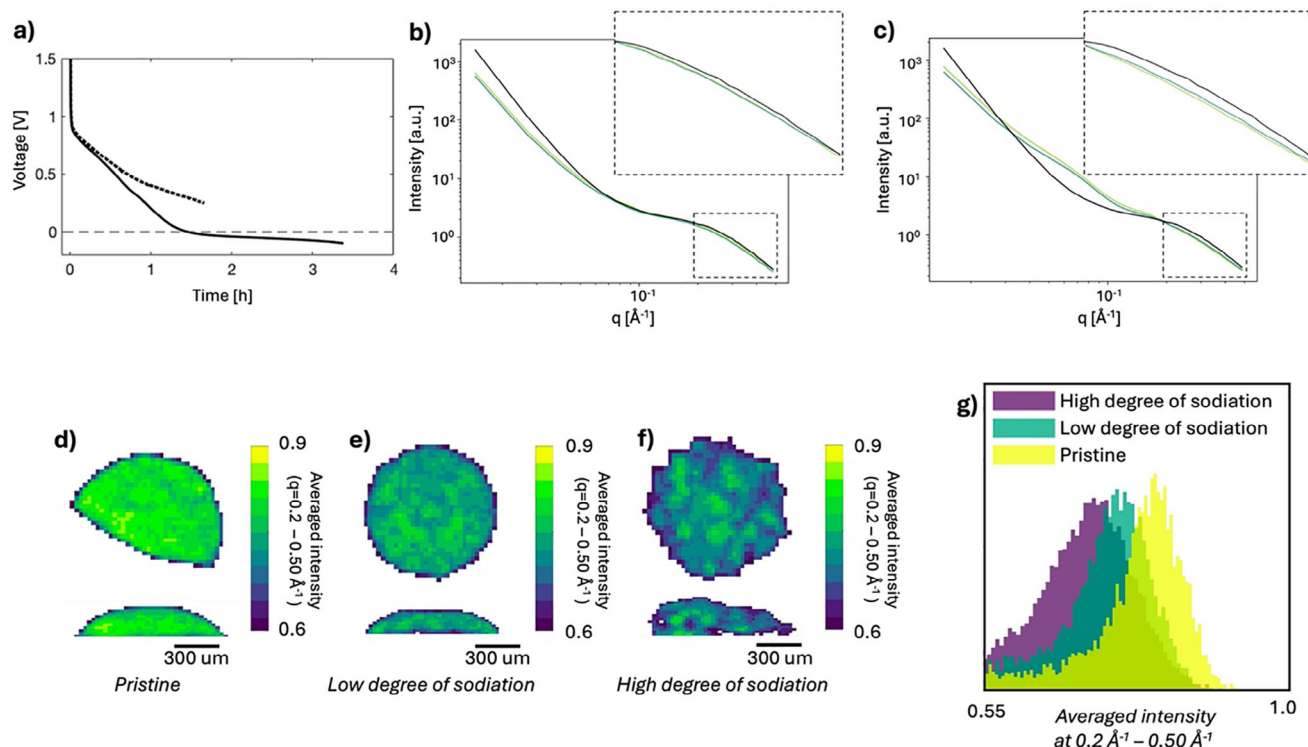 a)
1.5
1
0.5
0
Voltage [V]
0
1
2
3
4
Time [h]
b)
10³
10²
10¹
10⁰
Intensity [a.u.]
10⁻¹
q [Å⁻¹]
c)
10³
10²
10¹
10⁰
Intensity [a.u.]
10⁻¹
q [Å⁻¹]
d)
0.9
Averaged intensity
(q=0.2 – 0.50 Å⁻¹)
0.6
300 um
Pristine
e)
0.9
Averaged intensity
(q=0.2 – 0.50 Å⁻¹)
0.6
300 um
Low degree of sodiation
f)
0.9
Averaged intensity
(q=0.2 – 0.50 Å⁻¹)
0.6
300 um
High degree of sodiation
g)
High degree of sodiation
Low degree of sodiation
Pristine
0.55
1.0
Averaged intensity
at 0.2 Å⁻¹ – 0.50 Å⁻¹